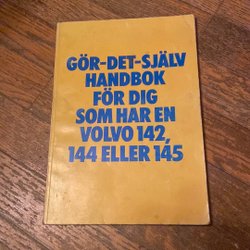 GÖR-DET-SJÄLV
HANDBOK
FÖR DIG
SOM HAR EN
VOLVO 142,
144 ELLER 145